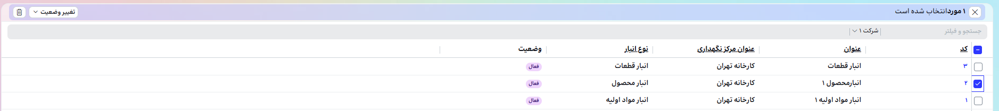 ۱ موردانتخاب شده است تغییر وضعیت
جستجو و فیلتر شرکت ۱
کد عنوان عنوان مرکز نگهداری نوع انبار وضعیت
۳ انبار قطعات کارخانه تهران انبار قطعات فعال
۲ انبارمحصول ۱ کارخانه تهران انبار محصول فعال
۱ انبار مواد اولیه ۱ کارخانه تهران انبار مواد اولیه فعال